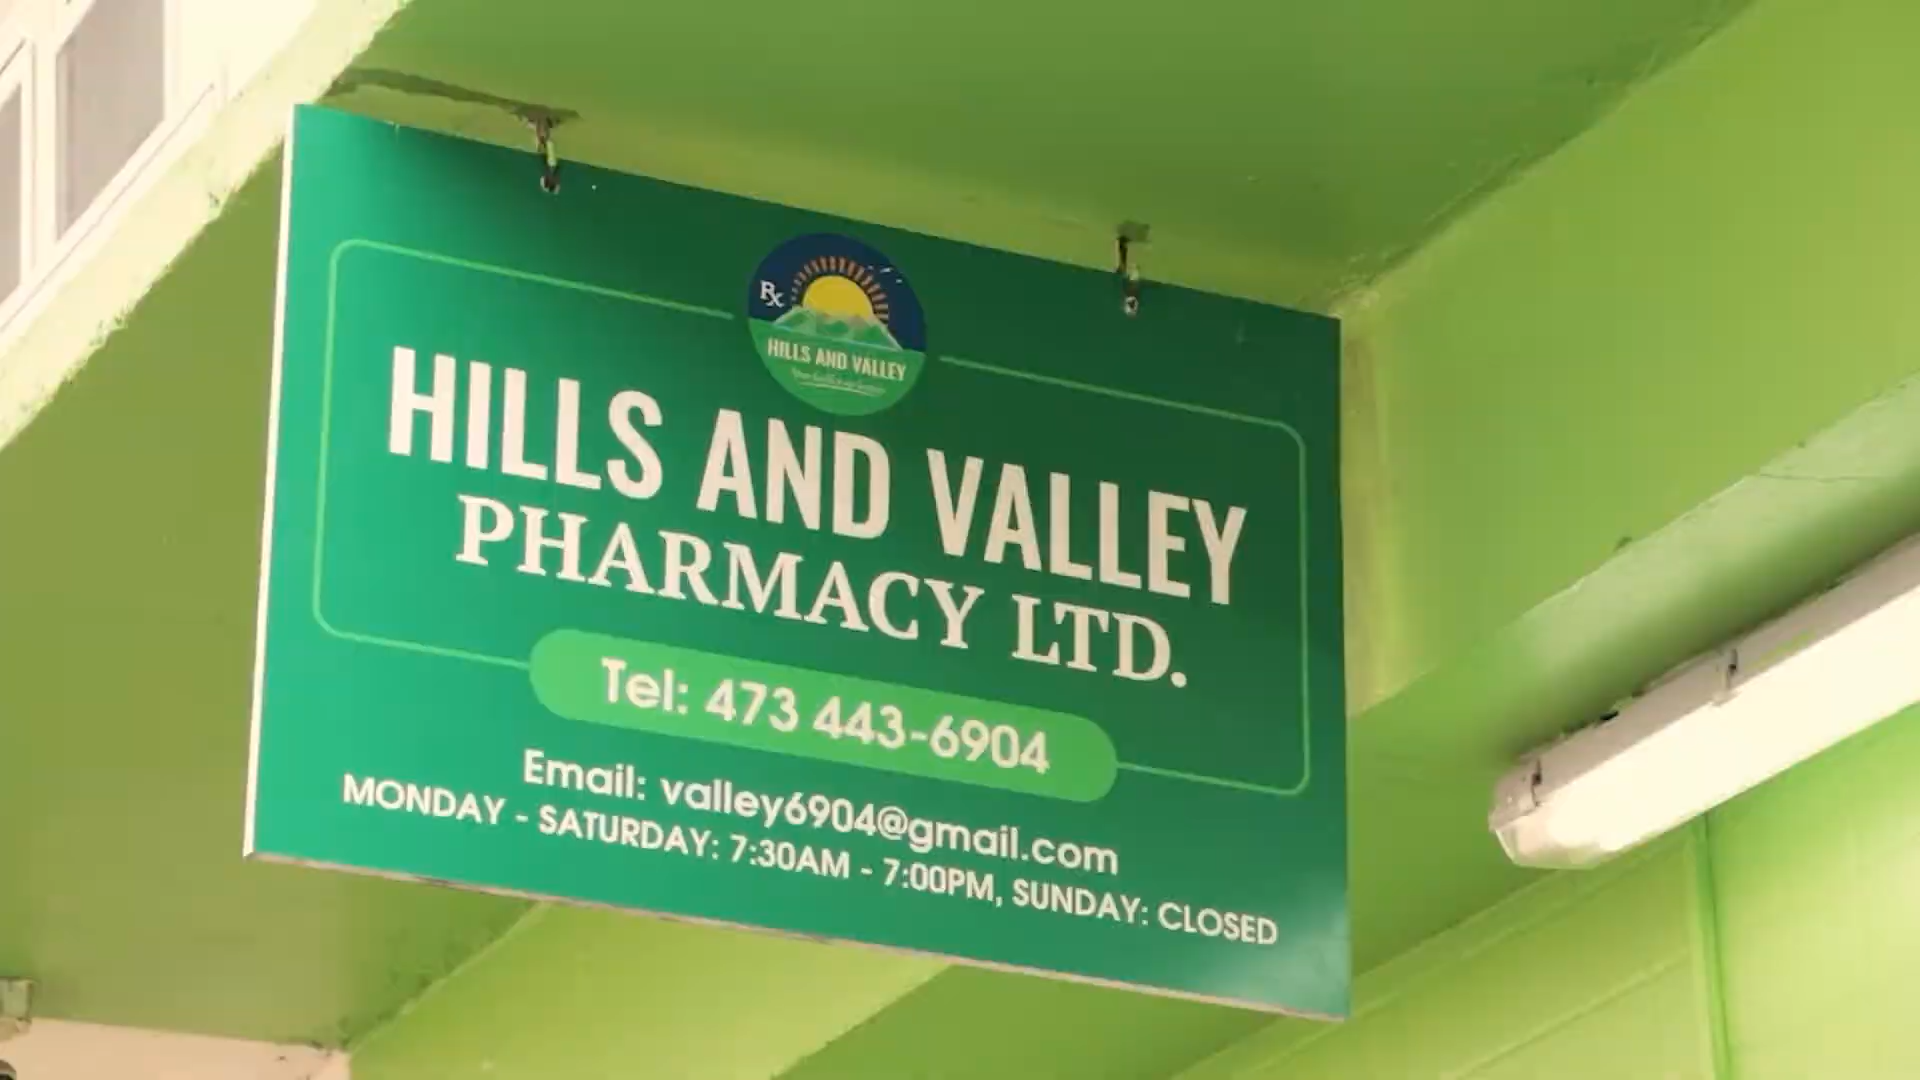 Rx
HILLS AND VALLEY
HILLS AND VALLEY
PHARMACY LTD.
Tel: 473 443-6904
Email: valley6904@gmail.com
MONDAY - SATURDAY: 7:30AM - 7:00PM, SUNDAY: CLOSED